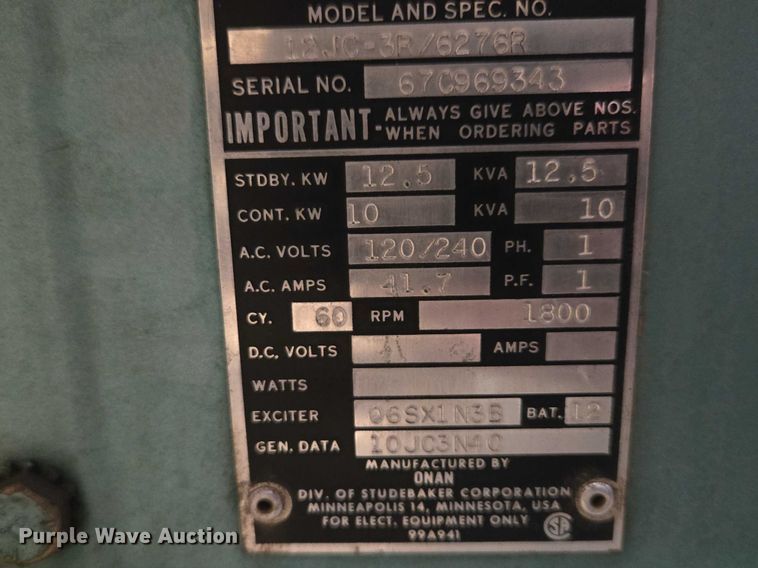 MODEL AND SPEC. NO.
12JC-3R/6276R
SERIAL NO. 67C969343
IMPORTANT- ALWAYS GIVE ABOVE NOS. WHEN ORDERING PARTS
STDBY. KW 12.5 KVA 12.5
CONT. KW 10 KVA 10
A.C. VOLTS 120/240 PH. 1
A.C. AMPS 41.7 P.F. 1
CY. 60 RPM 1800
D.C. VOLTS AMPS
WATTS
EXCITER 06SX1N3B BAT. 12
GEN. DATA 10JC3N4C
MANUFACTURED BY
ONAN
DIV. OF STUDEBAKER CORPORATION
MINNEAPOLIS 14, MINNESOTA, USA
FOR ELECT. EQUIPMENT ONLY
99A941
Purple Wave Auction